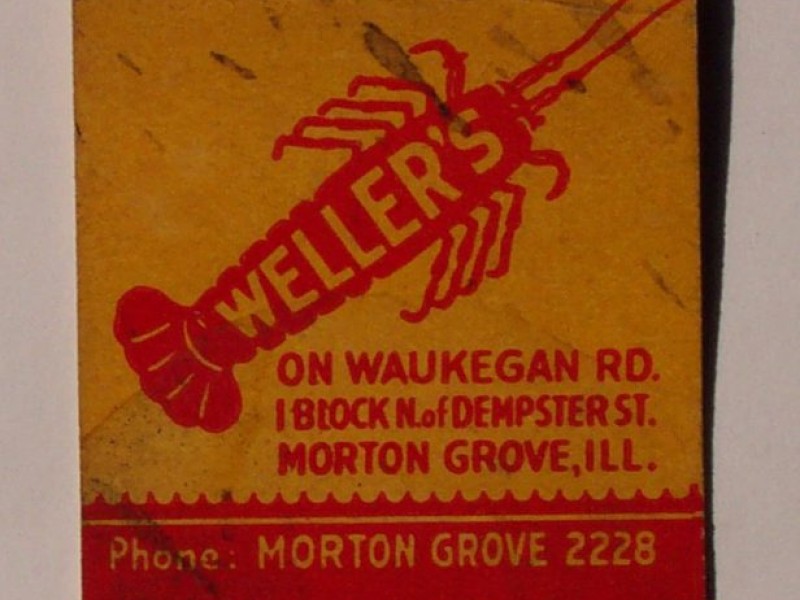 WELLER'S
ON WAUKEGAN RD.
1 BLOCK N. of DEMPSTER ST.
MORTON GROVE, ILL.
Phone: MORTON GROVE 2228